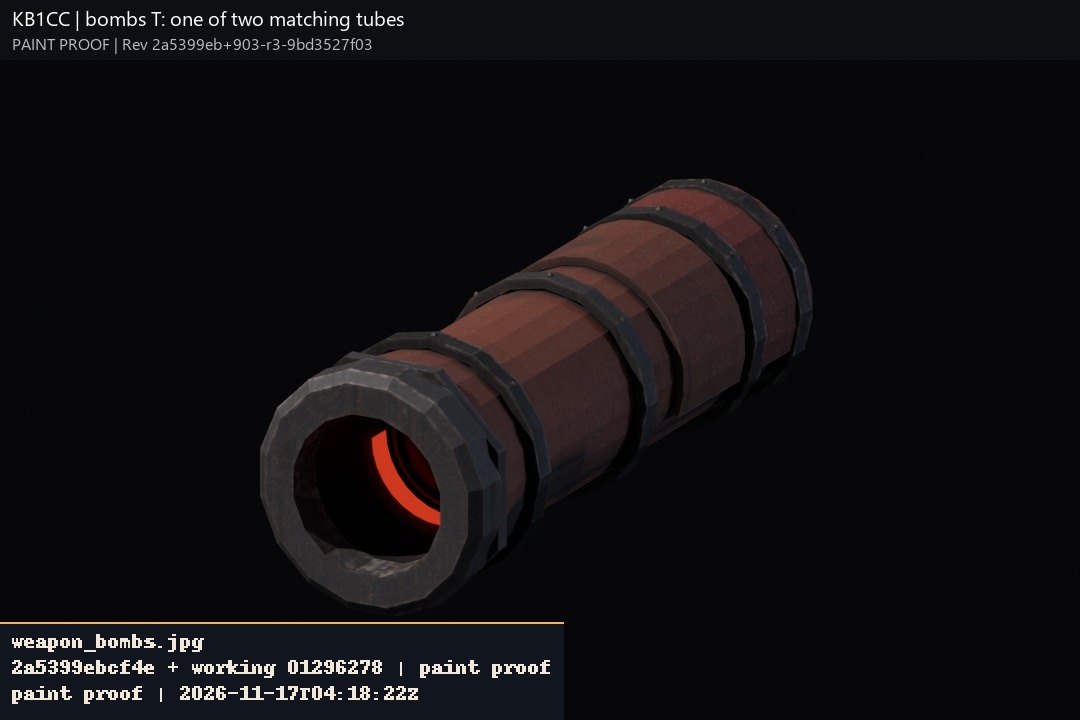 KB1CC | bombs T: one of two matching tubes
PAINT PROOF | Rev 2a5399eb+903-r3-9bd3527f03
weapon_bombs.jpg
2a5399ebcf4e + working 01296278 | paint proof
paint proof | 2026-11-17T04:18:22Z